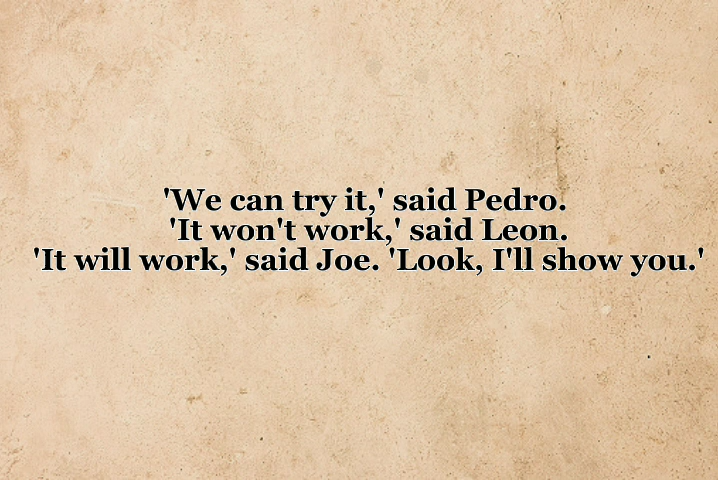 'We can try it,' said Pedro.
'It won't work,' said Leon.
'It will work,' said Joe. 'Look, I'll show you.'